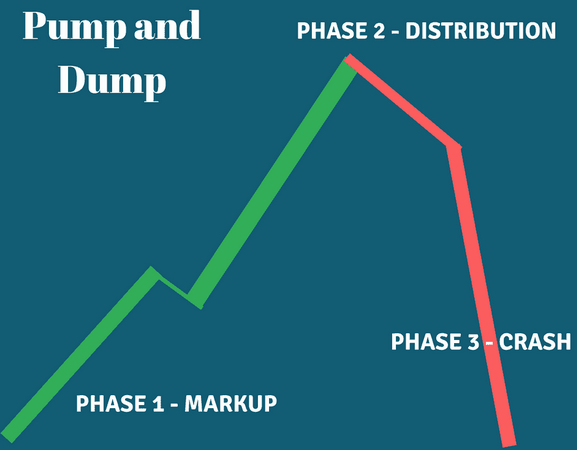 Pump and
Dump
PHASE 2 - DISTRIBUTION
PHASE 3 - CRASH
PHASE 1 - MARKUP